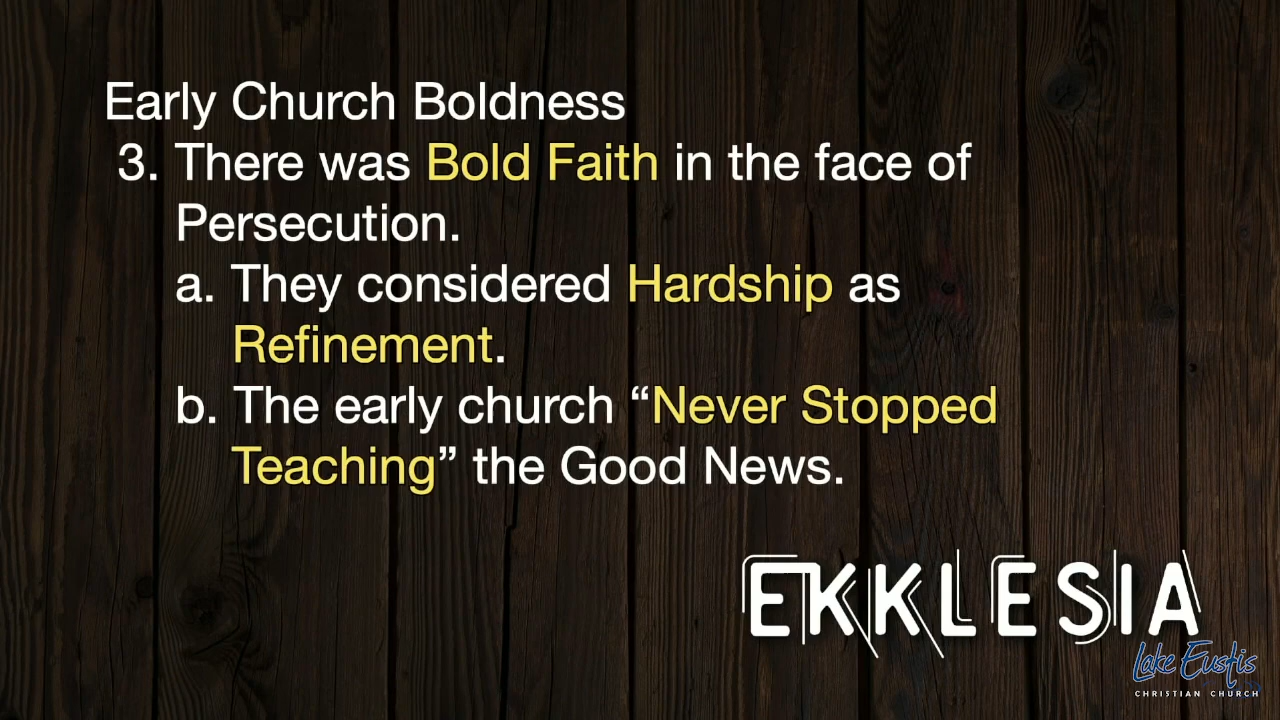 Early Church Boldness
3. There was Bold Faith in the face of
Persecution.
a. They considered Hardship as
Refinement.
b. The early church “Never Stopped
Teaching” the Good News.
EKKLESIA
Lake Eustis
CHRISTIAN CHURCH